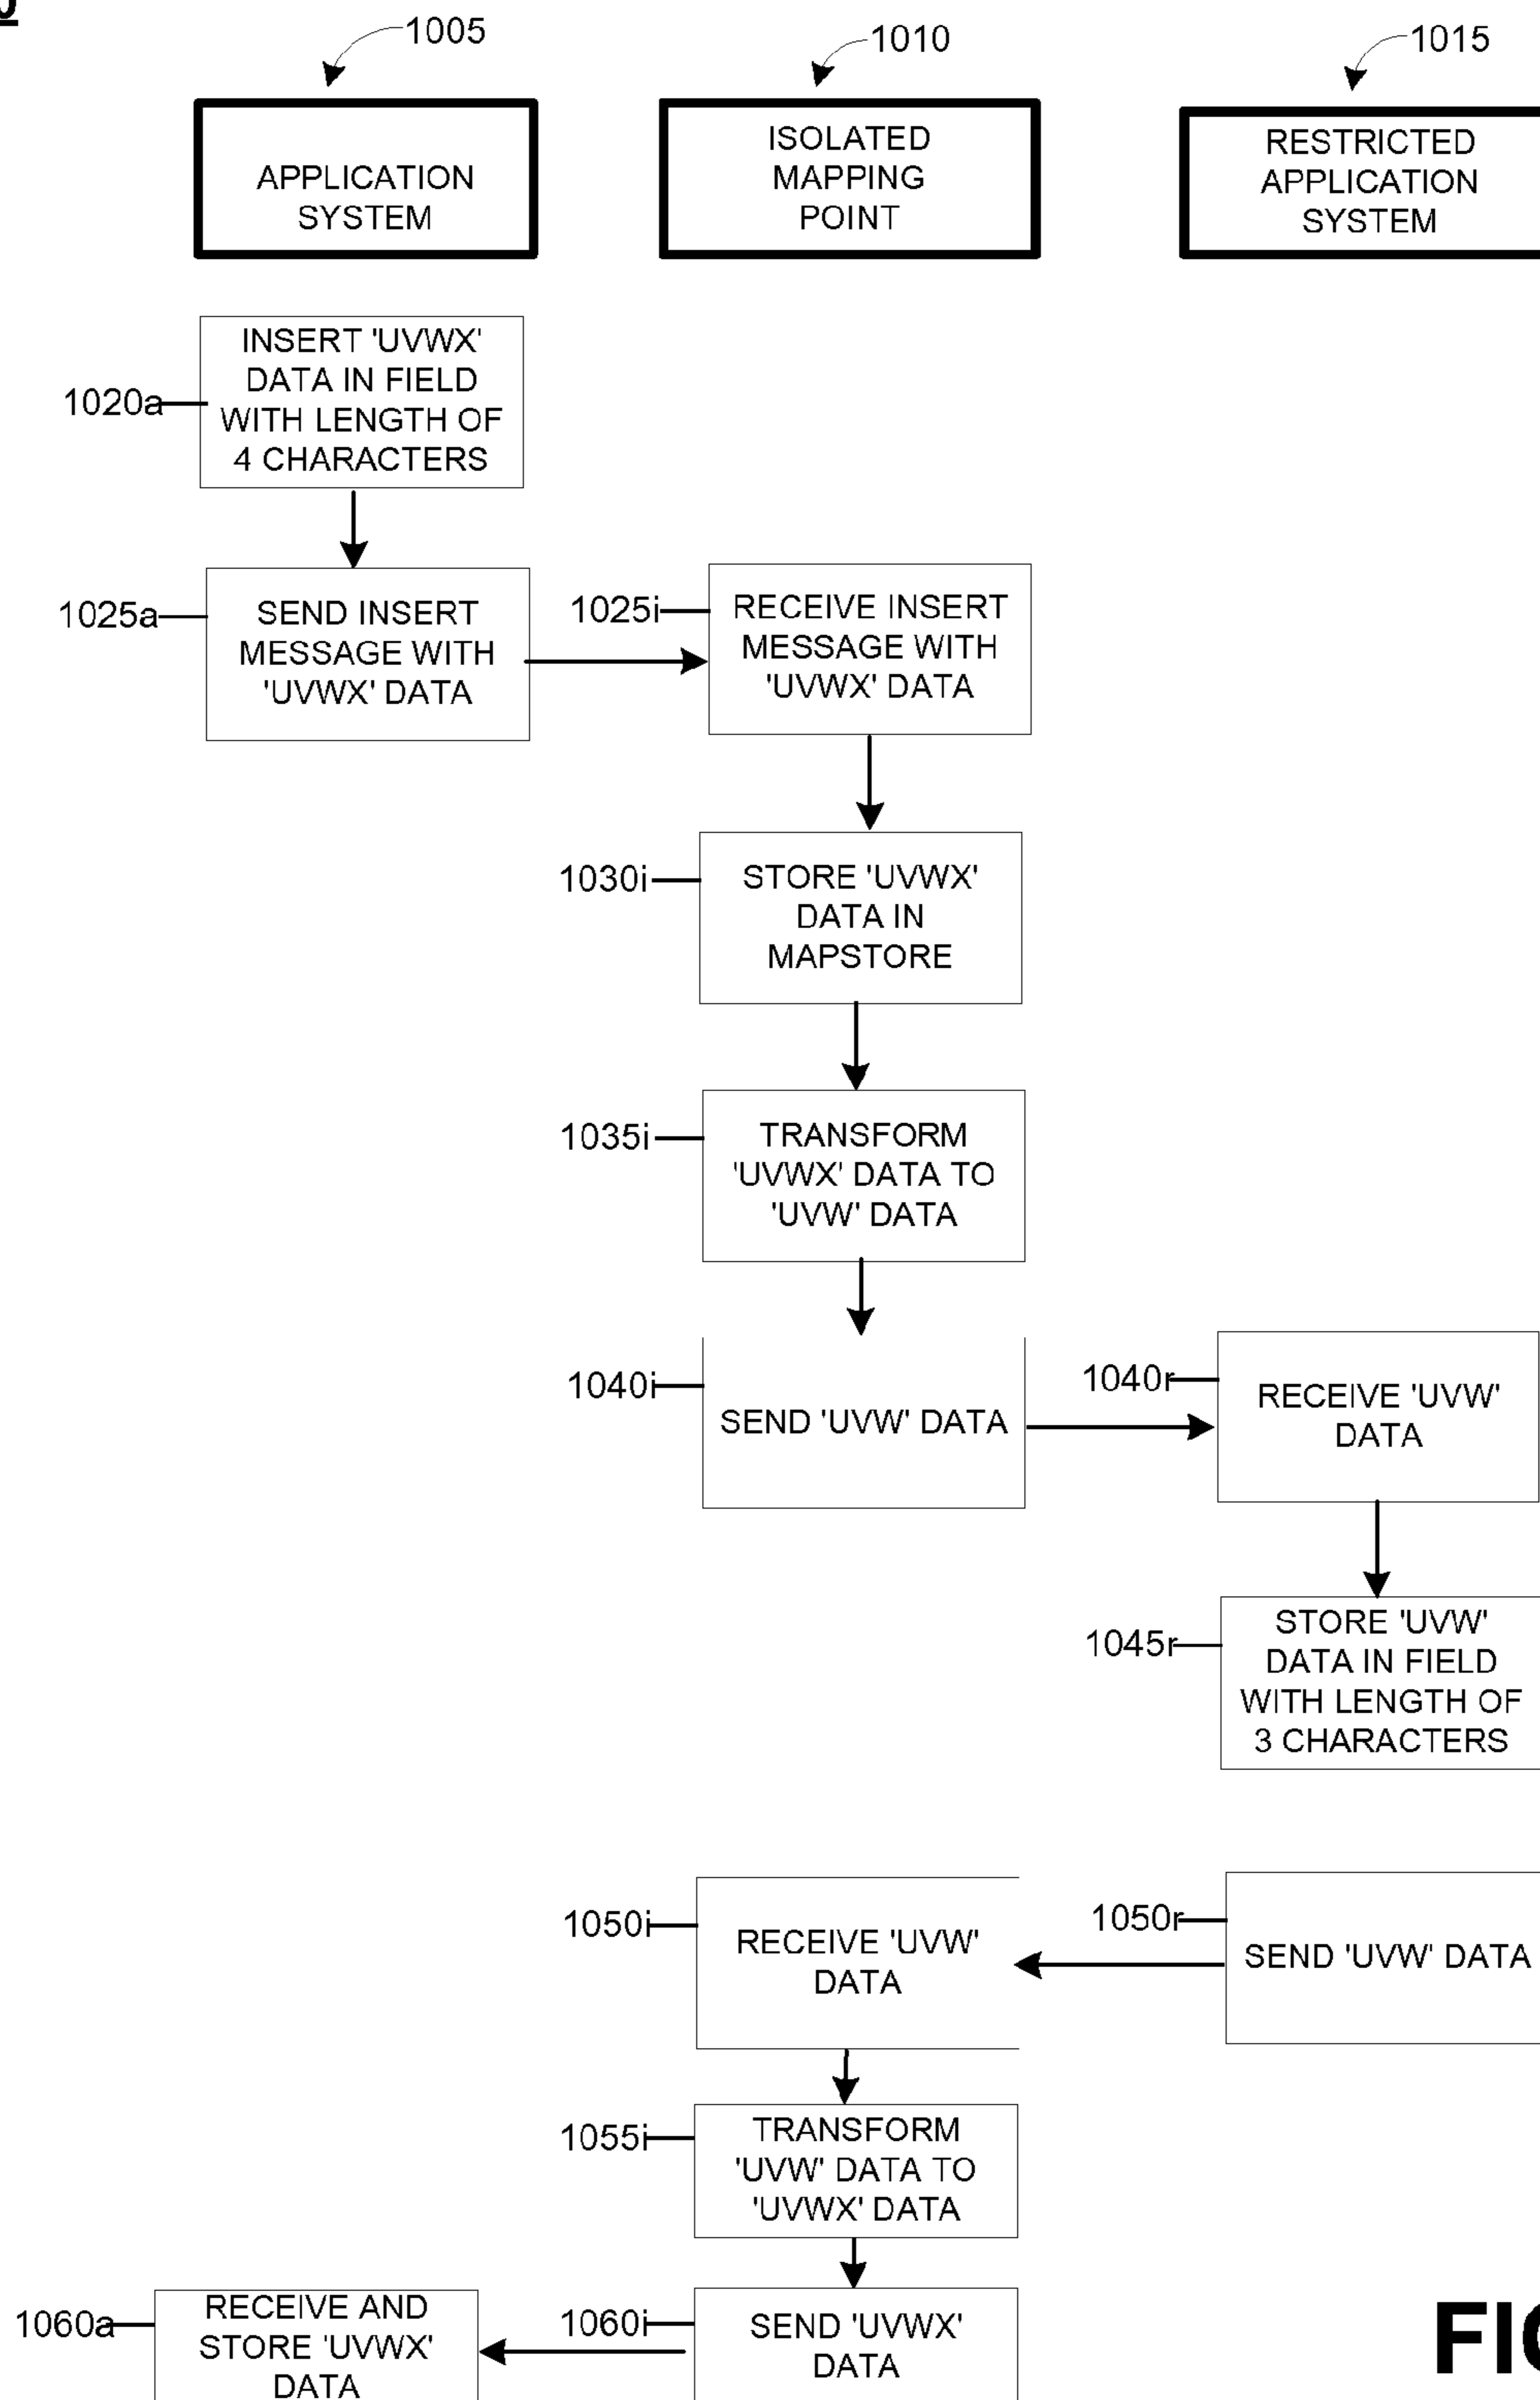 1005
1010
1015
APPLICATION
SYSTEM
ISOLATED
MAPPING
POINT
RESTRICTED
APPLICATION
SYSTEM
1020a
INSERT 'UVWX'
DATA IN FIELD
WITH LENGTH OF
4 CHARACTERS
1025a
SEND INSERT
MESSAGE WITH
'UVWX' DATA
1025i
RECEIVE INSERT
MESSAGE WITH
'UVWX' DATA
1030i
STORE 'UVWX'
DATA IN
MAPSTORE
1035i
TRANSFORM
'UVWX' DATA TO
'UVW' DATA
1040i
SEND 'UVW' DATA
1040r
RECEIVE 'UVW'
DATA
1045r
STORE 'UVW'
DATA IN FIELD
WITH LENGTH OF
3 CHARACTERS
1050r
SEND 'UVW' DATA
1050i
RECEIVE 'UVW'
DATA
1055i
TRANSFORM
'UVW' DATA TO
'UVWX' DATA
1060i
SEND 'UVWX'
DATA
1060a
RECEIVE AND
STORE 'UVWX'
DATA